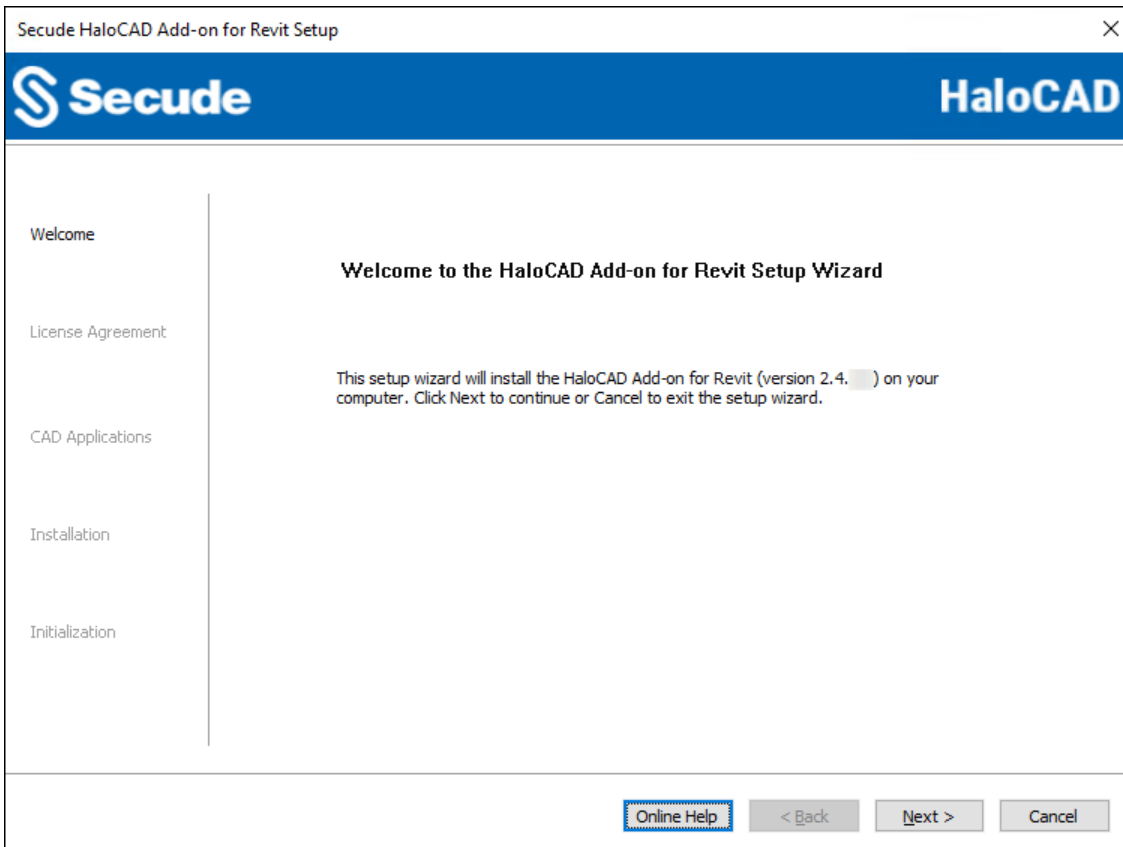 Secude HaloCAD Add-on for Revit Setup
Secude
HaloCAD
Welcome
License Agreement
CAD Applications
Installation
Initialization
Welcome to the HaloCAD Add-on for Revit Setup Wizard
This setup wizard will install the HaloCAD Add-on for Revit (version 2.4. ) on your
computer. Click Next to continue or Cancel to exit the setup wizard.
Online Help
< Back
Next >
Cancel